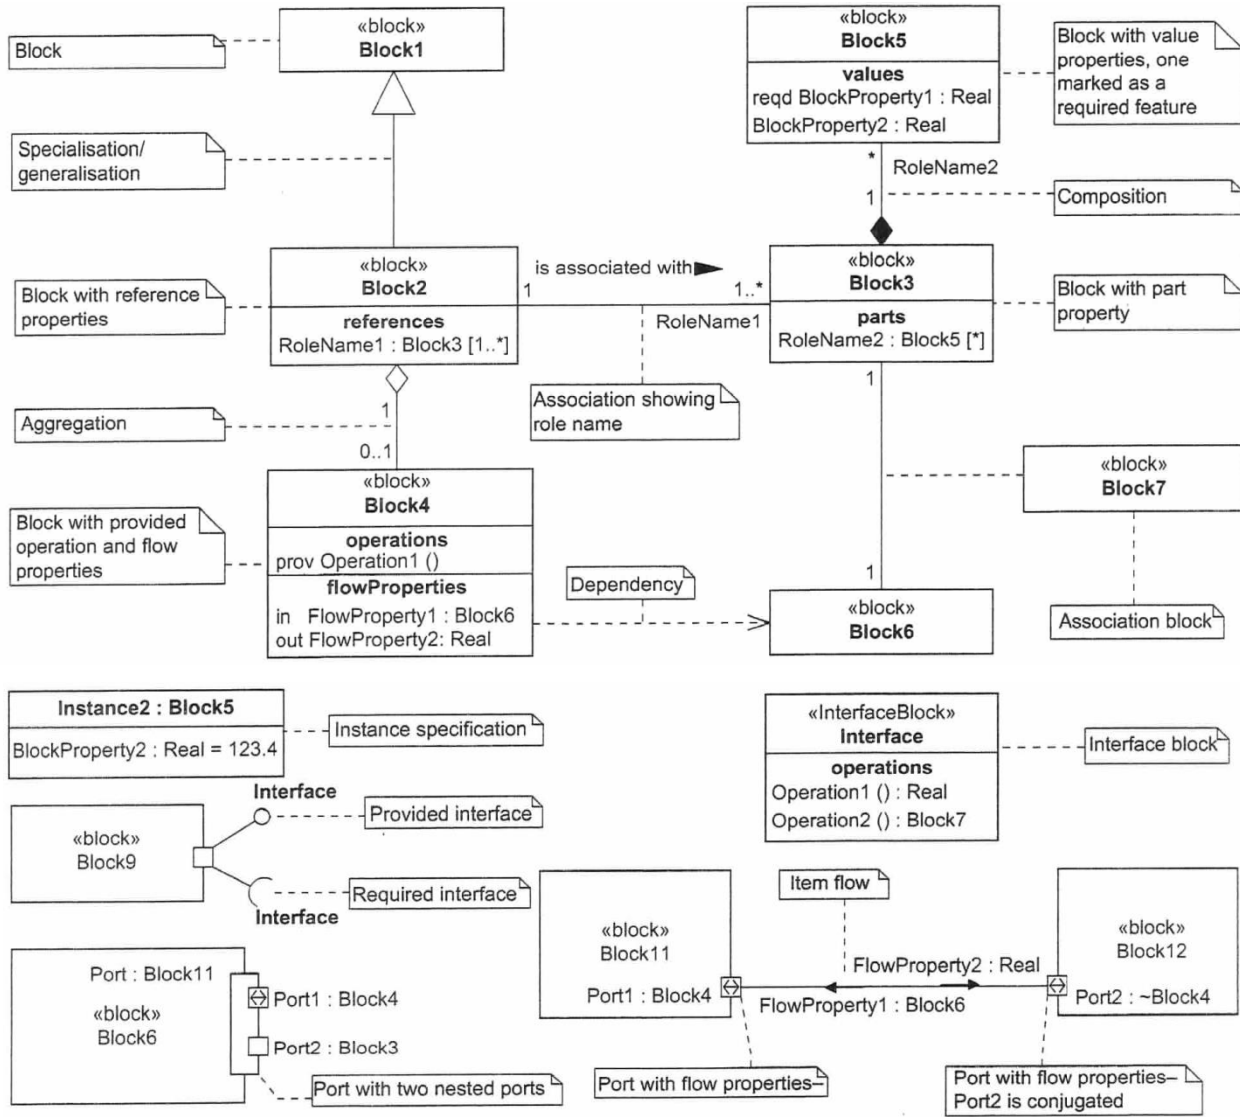 Block
«block»
Block1
«block»
Block5
values
reqd BlockProperty1 : Real
BlockProperty2 : Real
Block with value
properties, one
marked as a
required feature
Specialisation/
generalisation
*
RoleName2
1
Composition
Block with reference
properties
«block»
Block2
references
RoleName1 : Block3 [1..*]
is associated with
1
1..*
RoleName1
«block»
Block3
parts
RoleName2 : Block5 [*]
Block with part
property
Aggregation
1
0..1
Association showing
role name
1
Block with provided
operation and flow
properties
«block»
Block4
operations
prov Operation1 ()
flowProperties
in FlowProperty1 : Block6
out FlowProperty2: Real
Dependency
1
«block»
Block6
«block»
Block7
Association block
Instance2 : Block5
BlockProperty2 : Real = 123.4
Instance specification
«InterfaceBlock»
Interface
operations
Operation1 () : Real
Operation2 () : Block7
Interface block
«block»
Block9
Interface
Provided interface
Interface
Required interface
Port : Block11
«block»
Block6
Port1 : Block4
Port2 : Block3
Port with two nested ports
«block»
Block11
Port1 : Block4
Item flow
FlowProperty2 : Real
FlowProperty1 : Block6
«block»
Block12
Port2 : ~Block4
Port with flow properties–
Port with flow properties–
Port2 is conjugated